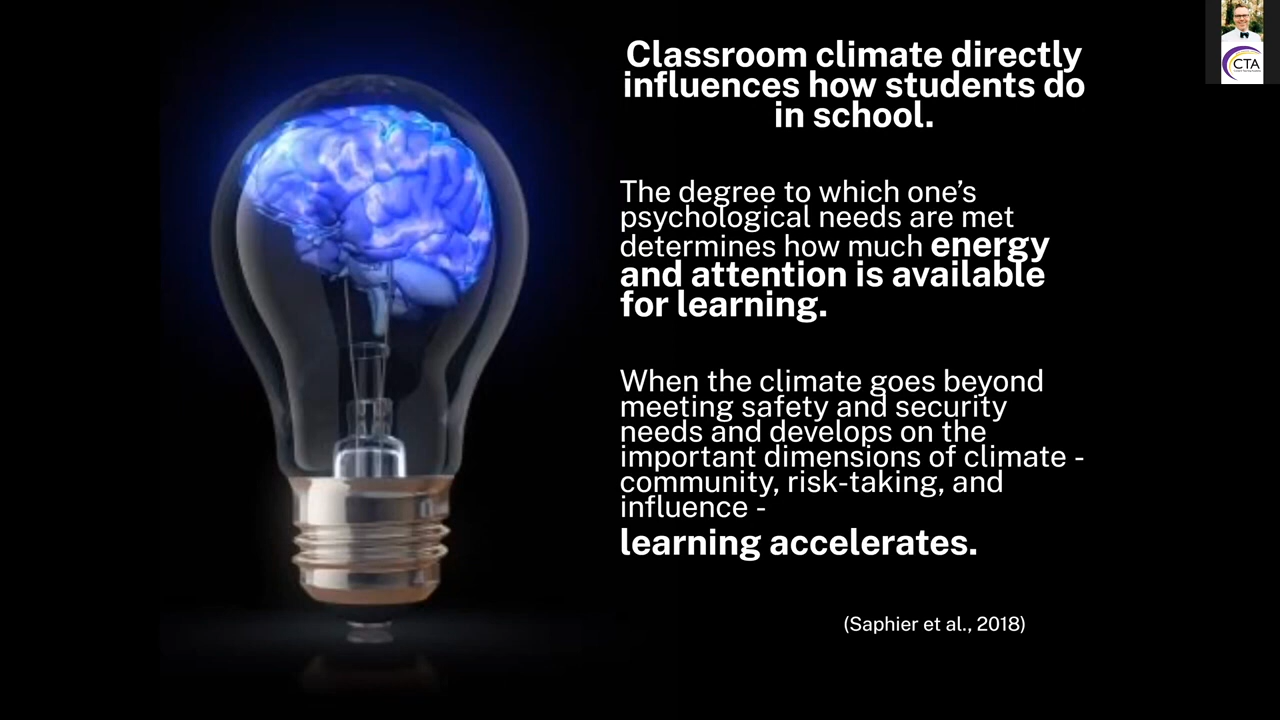 Classroom climate directly
influences how students do
in school.
The degree to which one’s
psychological needs are met
determines how much energy
and attention is available
for learning.
When the climate goes beyond
meeting safety and security
needs and develops on the
important dimensions of climate -
community, risk-taking, and
influence -
learning accelerates.
(Saphier et al., 2018)
CTA